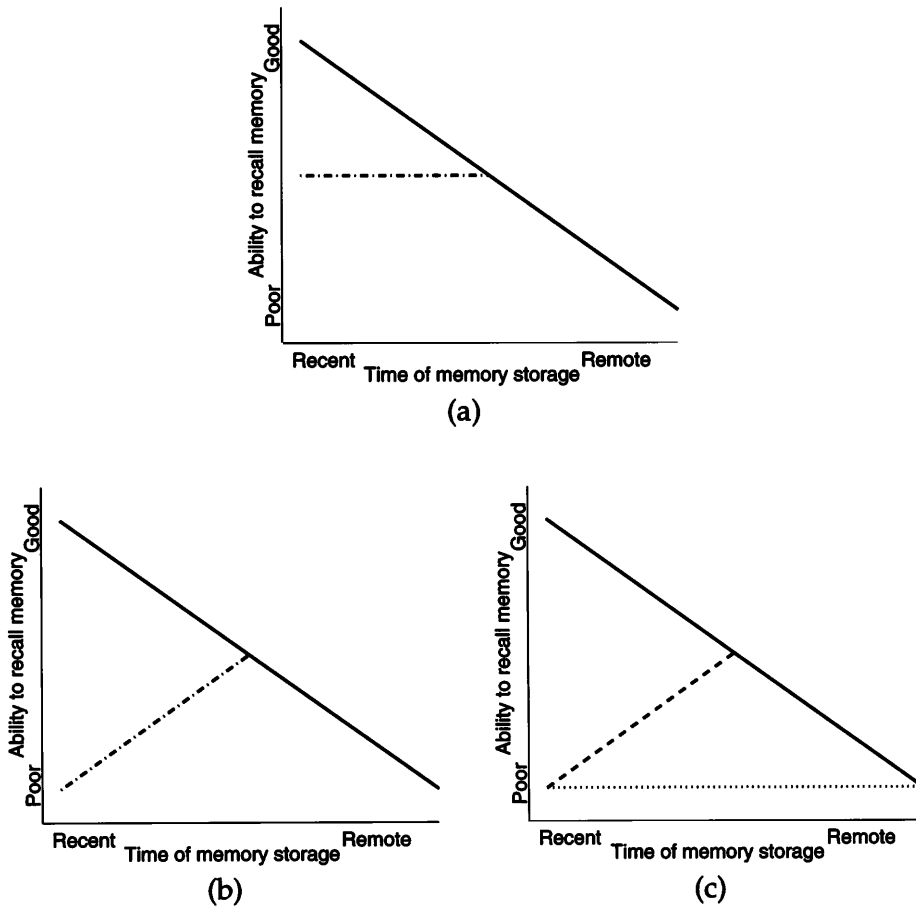 Good
Ability to recall memory
Poor
Recent
Remote
Time of memory storage
(a)
Good
Ability to recall memory
Poor
Recent
Remote
Time of memory storage
(b)
Good
Ability to recall memory
Poor
Recent
Remote
Time of memory storage
(c)